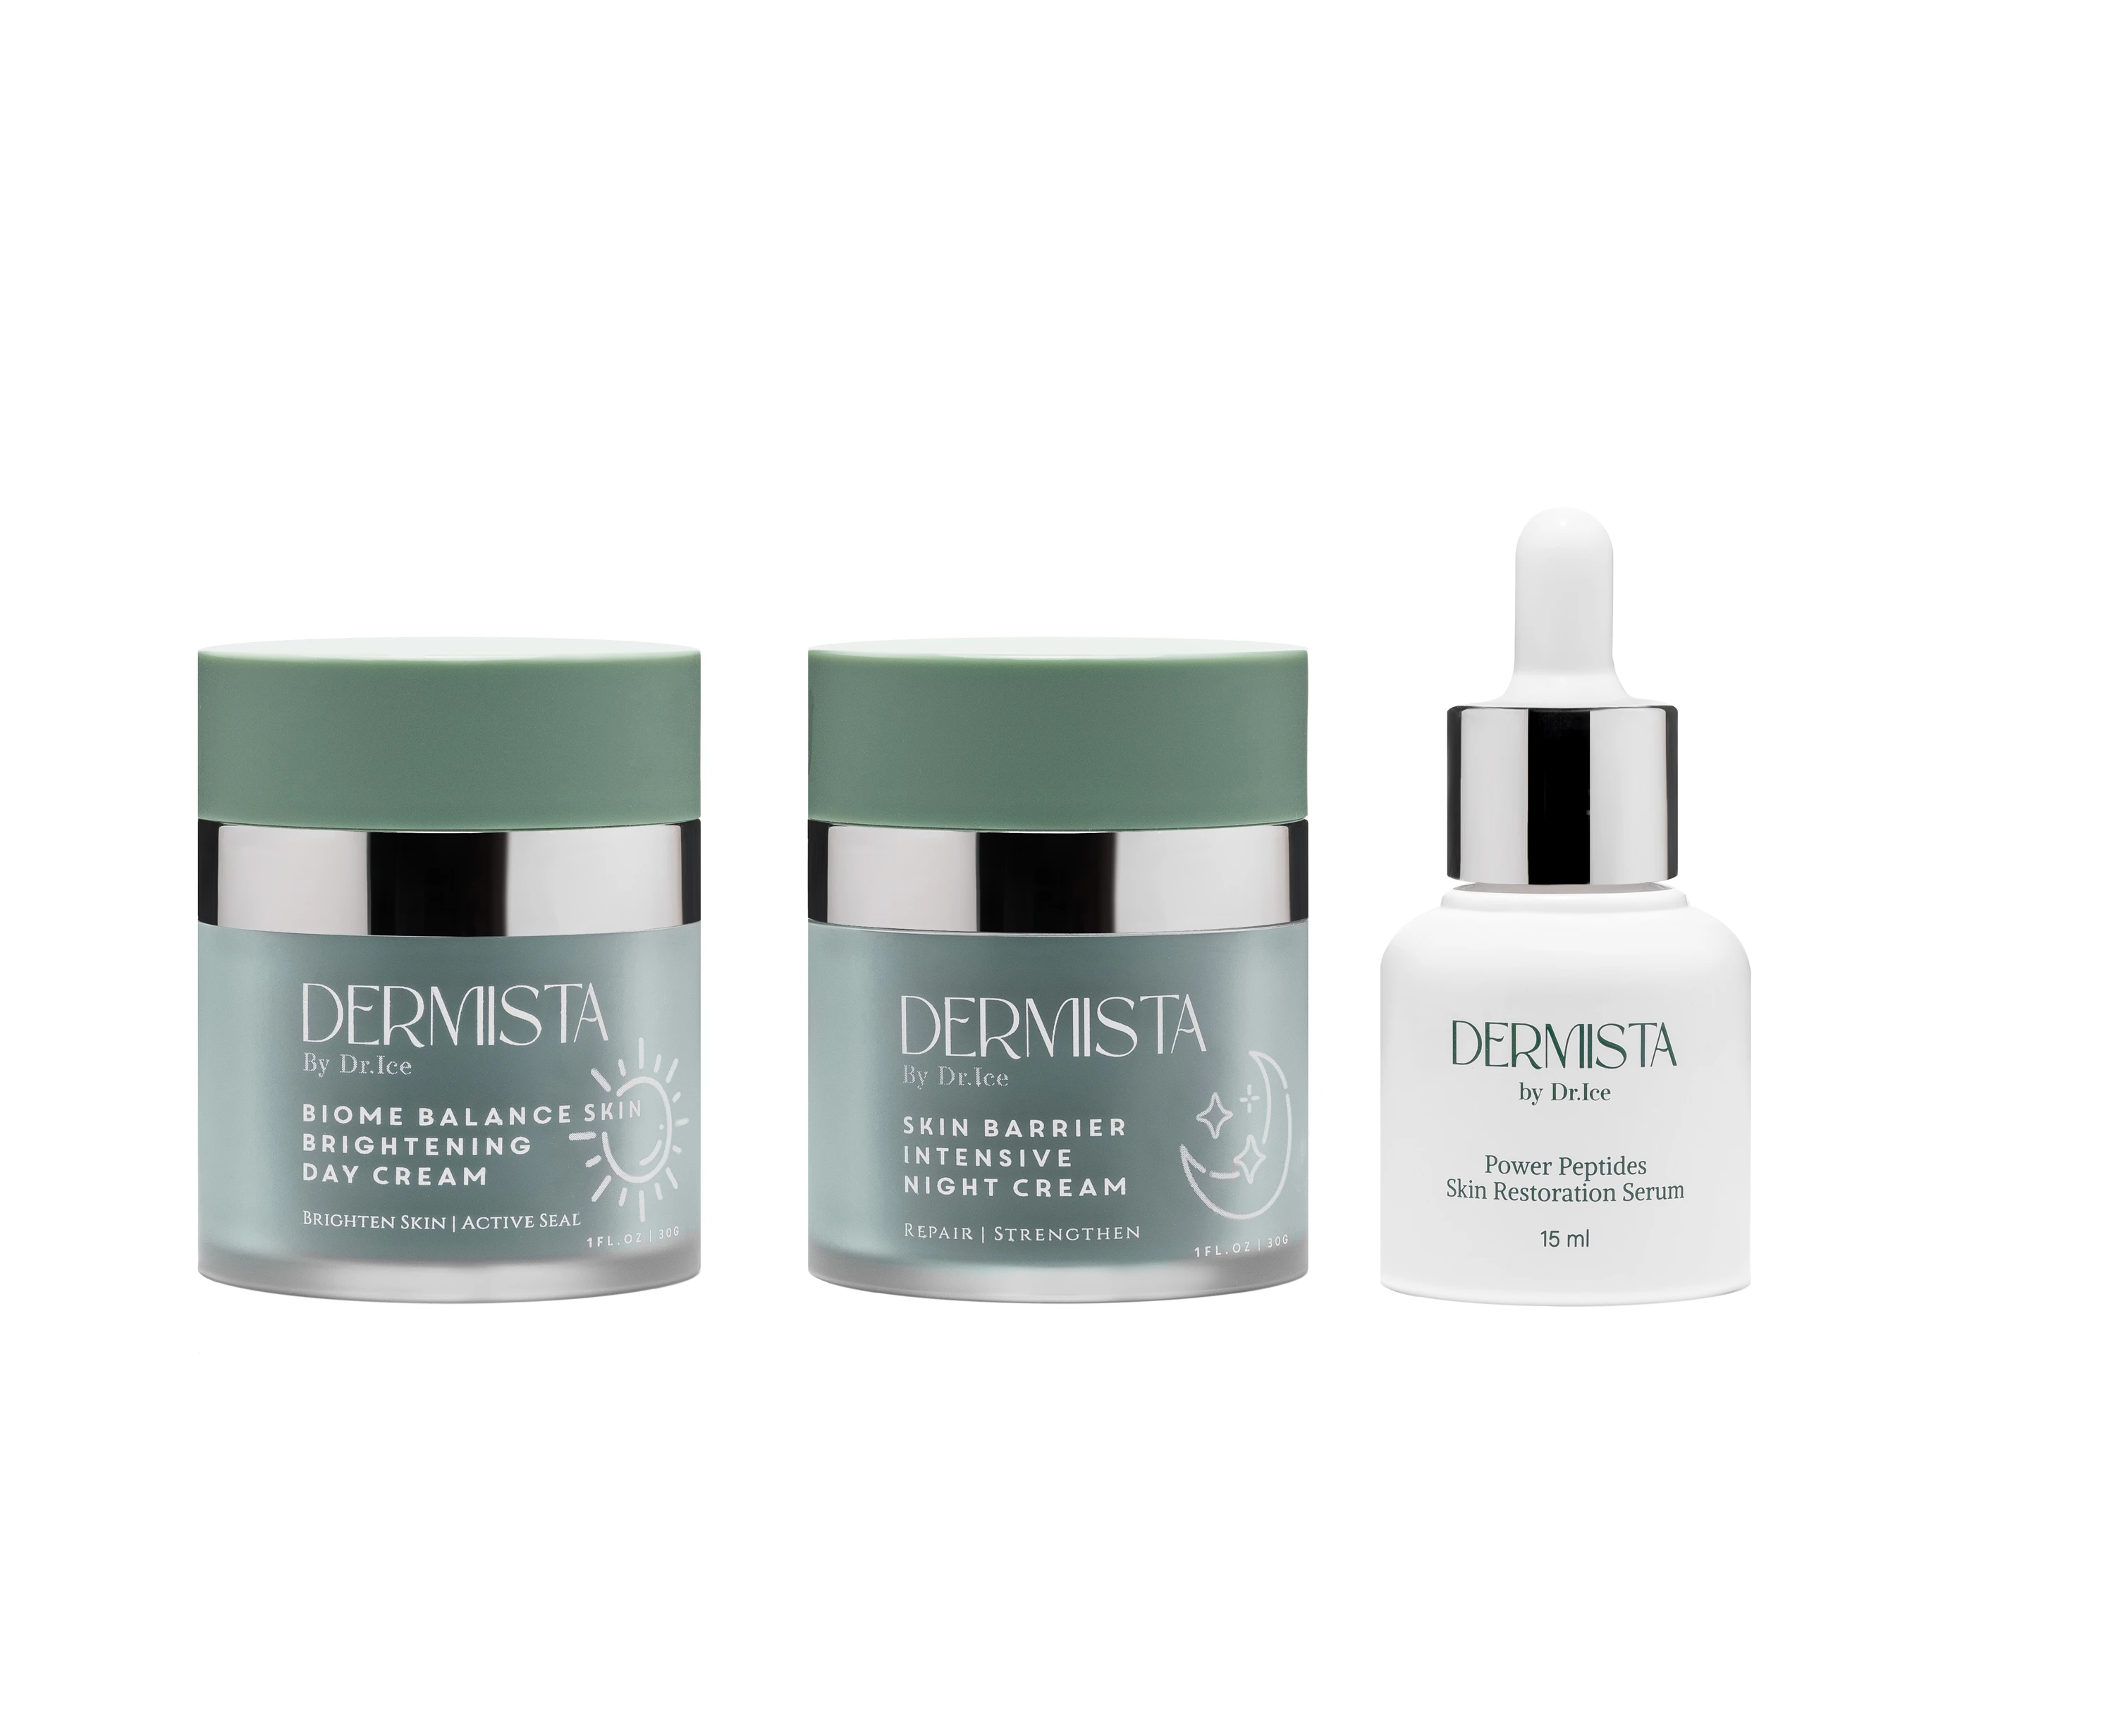 DERMISTA
By Dr.Ice
BIOME BALANCE SKIN
BRIGHTENING
DAY CREAM
BRIGHTEN SKIN | ACTIVE SEAL
1FL.OZ | 30G
DERMISTA
By Dr.Ice
SKIN BARRIER
INTENSIVE
NIGHT CREAM
REPAIR | STRENGTHEN
1FL.OZ | 30G
DERMISTA
by Dr.Ice
Power Peptides
Skin Restoration Serum
15 ml